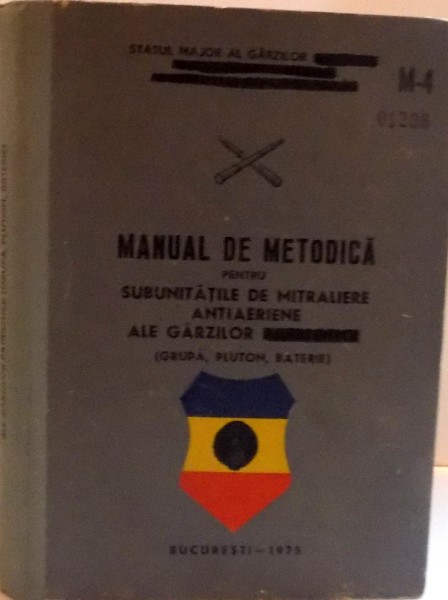 STATUL MAJOR AL GĂRZILOR
M-4
01208
MANUAL DE METODICĂ
PENTRU
SUBUNITĂȚILE DE MITRALIERE
ANTIAERIENE
ALE GĂRZILOR
(GRUPĂ, PLUTON, BATERIE)
BUCUREȘTI — 1975